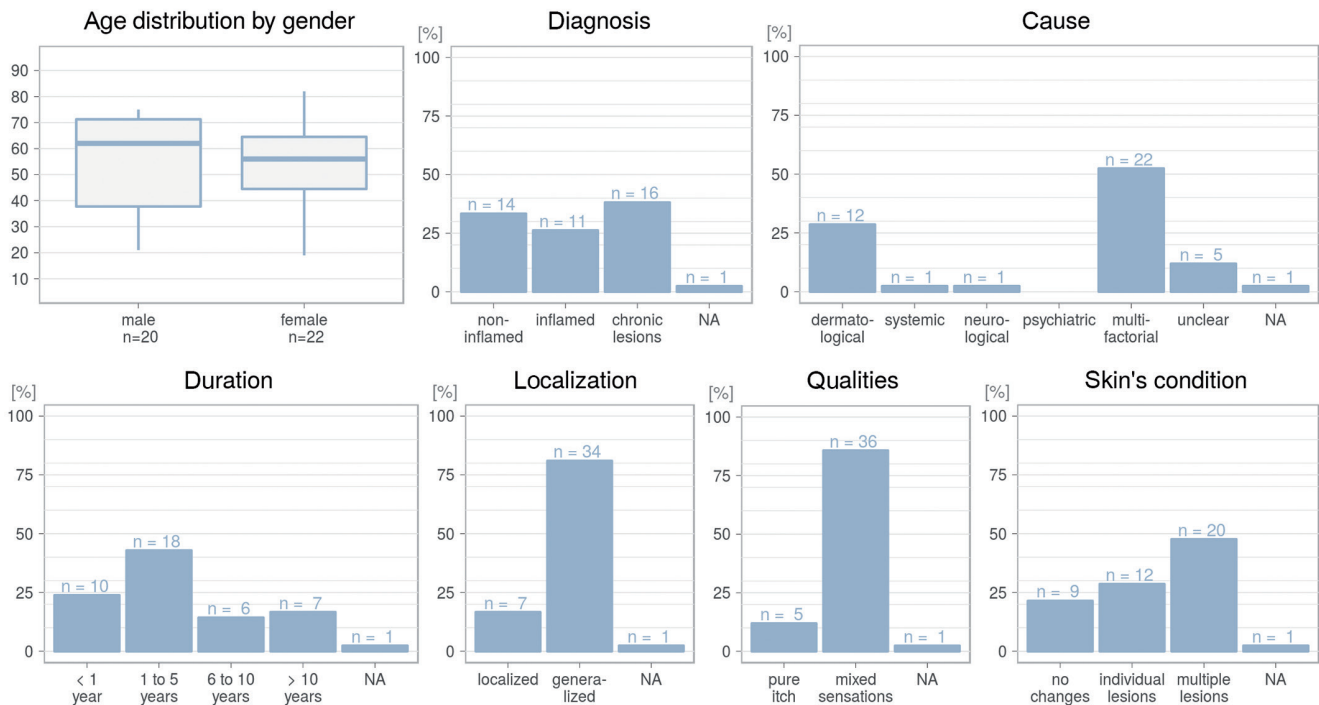 Age distribution by gender
90
80
70
60
50
40
30
20
10
male
n=20
female
n=22
Diagnosis
[%]
100
75
50
25
0
n = 14
n = 11
n = 16
n = 1
non-
inflamed
inflamed
chronic
lesions
NA
Cause
[%]
100
75
50
25
0
n = 12
n = 1
n = 1
n = 22
n = 5
n = 1
dermato-
logical
systemic
neuro-
logical
psychiatric
multi-
factorial
unclear
NA
Duration
[%]
100
75
50
25
0
n = 10
n = 18
n = 6
n = 7
n = 1
< 1
year
1 to 5
years
6 to 10
years
> 10
years
NA
Localization
[%]
100
75
50
25
0
n = 7
n = 34
n = 1
localized
genera-
lized
NA
Qualities
[%]
100
75
50
25
0
n = 5
n = 36
n = 1
pure
itch
mixed
sensations
NA
Skin's condition
[%]
100
75
50
25
0
n = 9
n = 12
n = 20
n = 1
no
changes
individual
lesions
multiple
lesions
NA